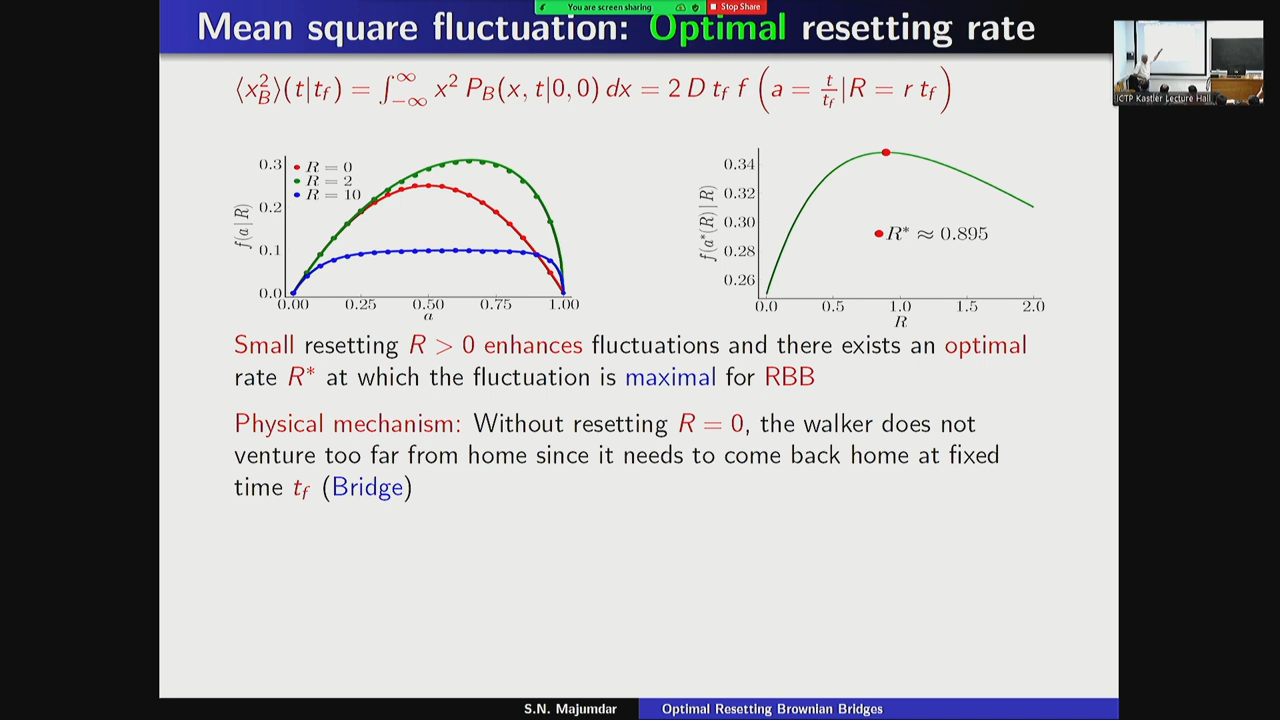 You are screen sharing
Stop Share
Mean square fluctuation: Optimal resetting rate
⟨x_B^2⟩(t|t_f) = ∫_{-∞}^{∞} x^2 P_B(x, t|0, 0) dx = 2 D t_f f (a = t/t_f | R = r t_f)
ICTP Kastler Lecture Hall
f(a|R)
0.3
0.2
0.1
0.0
R = 0
R = 2
R = 10
0.00 0.25 0.50 0.75 1.00
a
f(a*(R)|R)
0.34
0.32
0.30
0.28
0.26
R* ≈ 0.895
0.0 0.5 1.0 1.5 2.0
R
Small resetting R > 0 enhances fluctuations and there exists an optimal
rate R* at which the fluctuation is maximal for RBB
Physical mechanism: Without resetting R = 0, the walker does not
venture too far from home since it needs to come back home at fixed
time t_f (Bridge)
S.N. Majumdar
Optimal Resetting Brownian Bridges